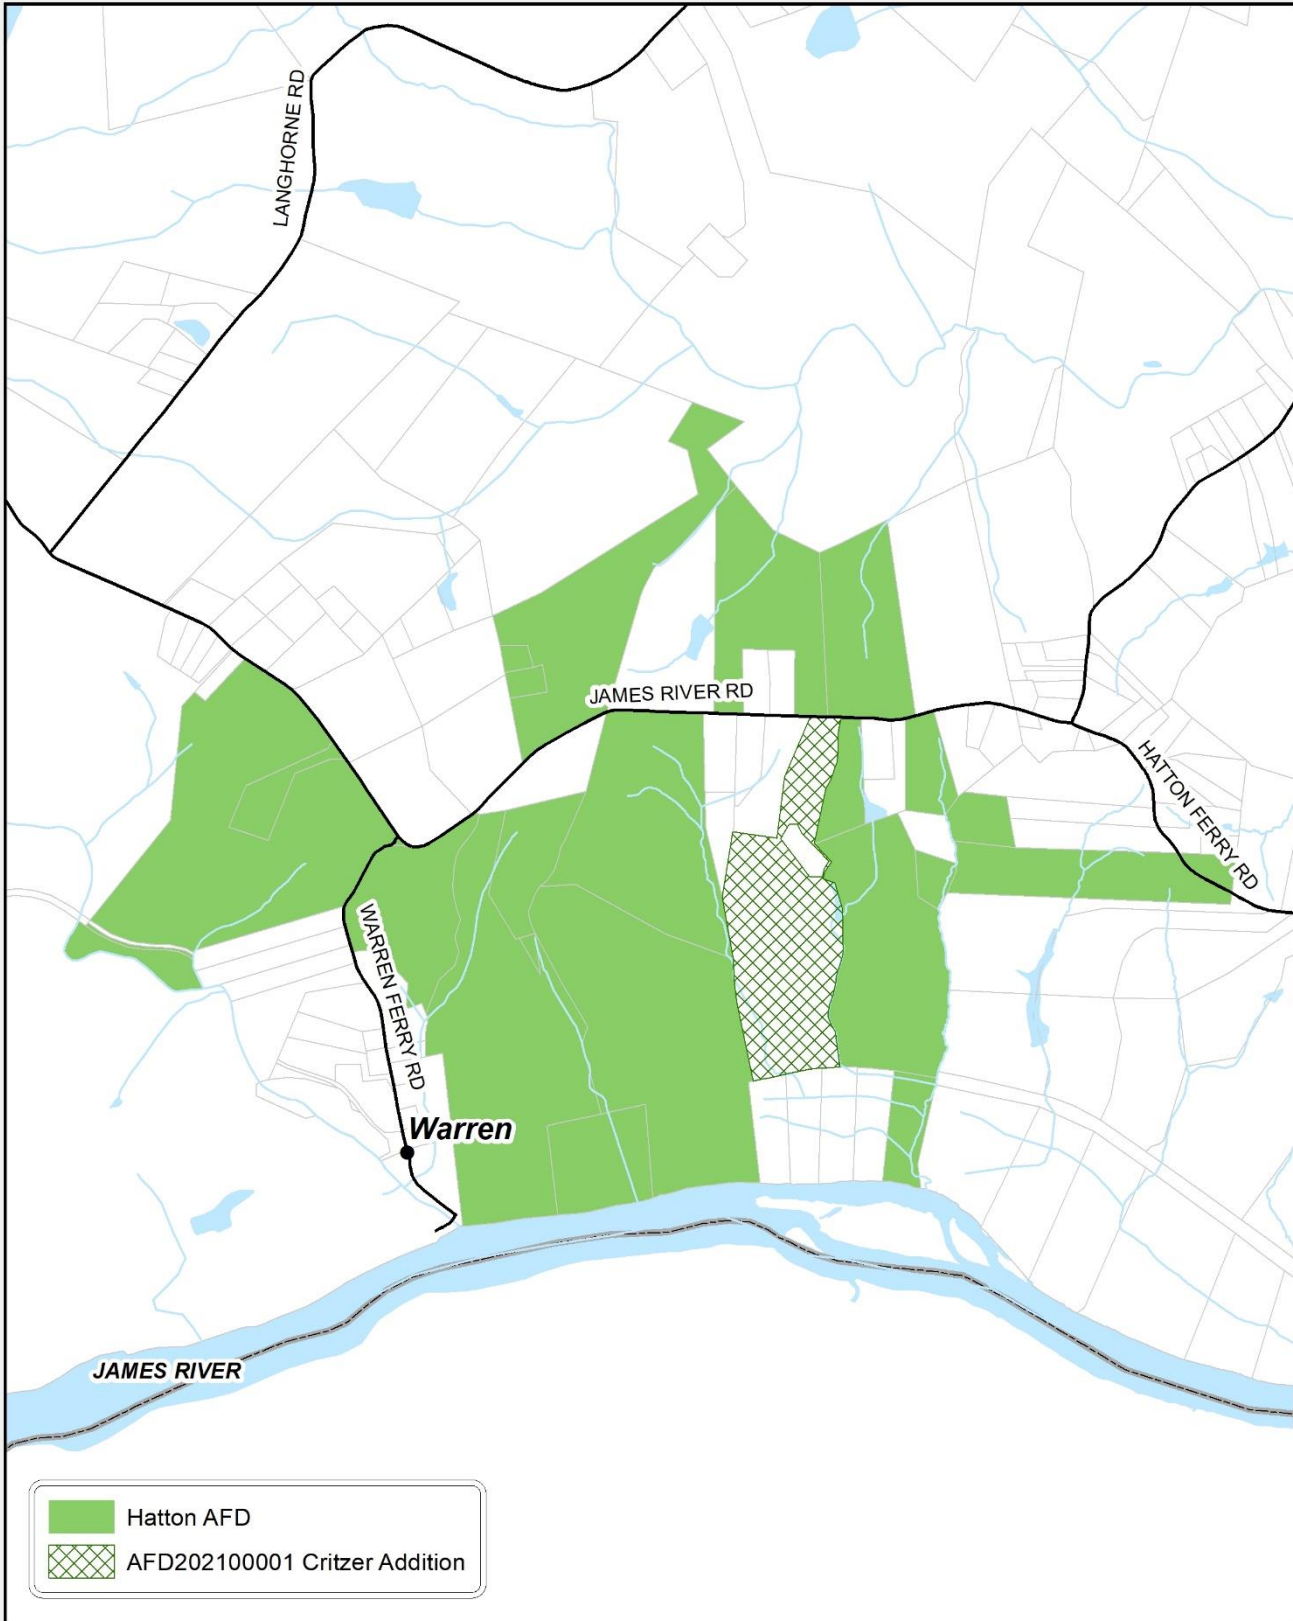 LANGHORNE RD
JAMES RIVER RD
HATTON FERRY RD
WARREN FERRY RD
Warren
JAMES RIVER
Hatton AFD
AFD202100001 Critzer Addition